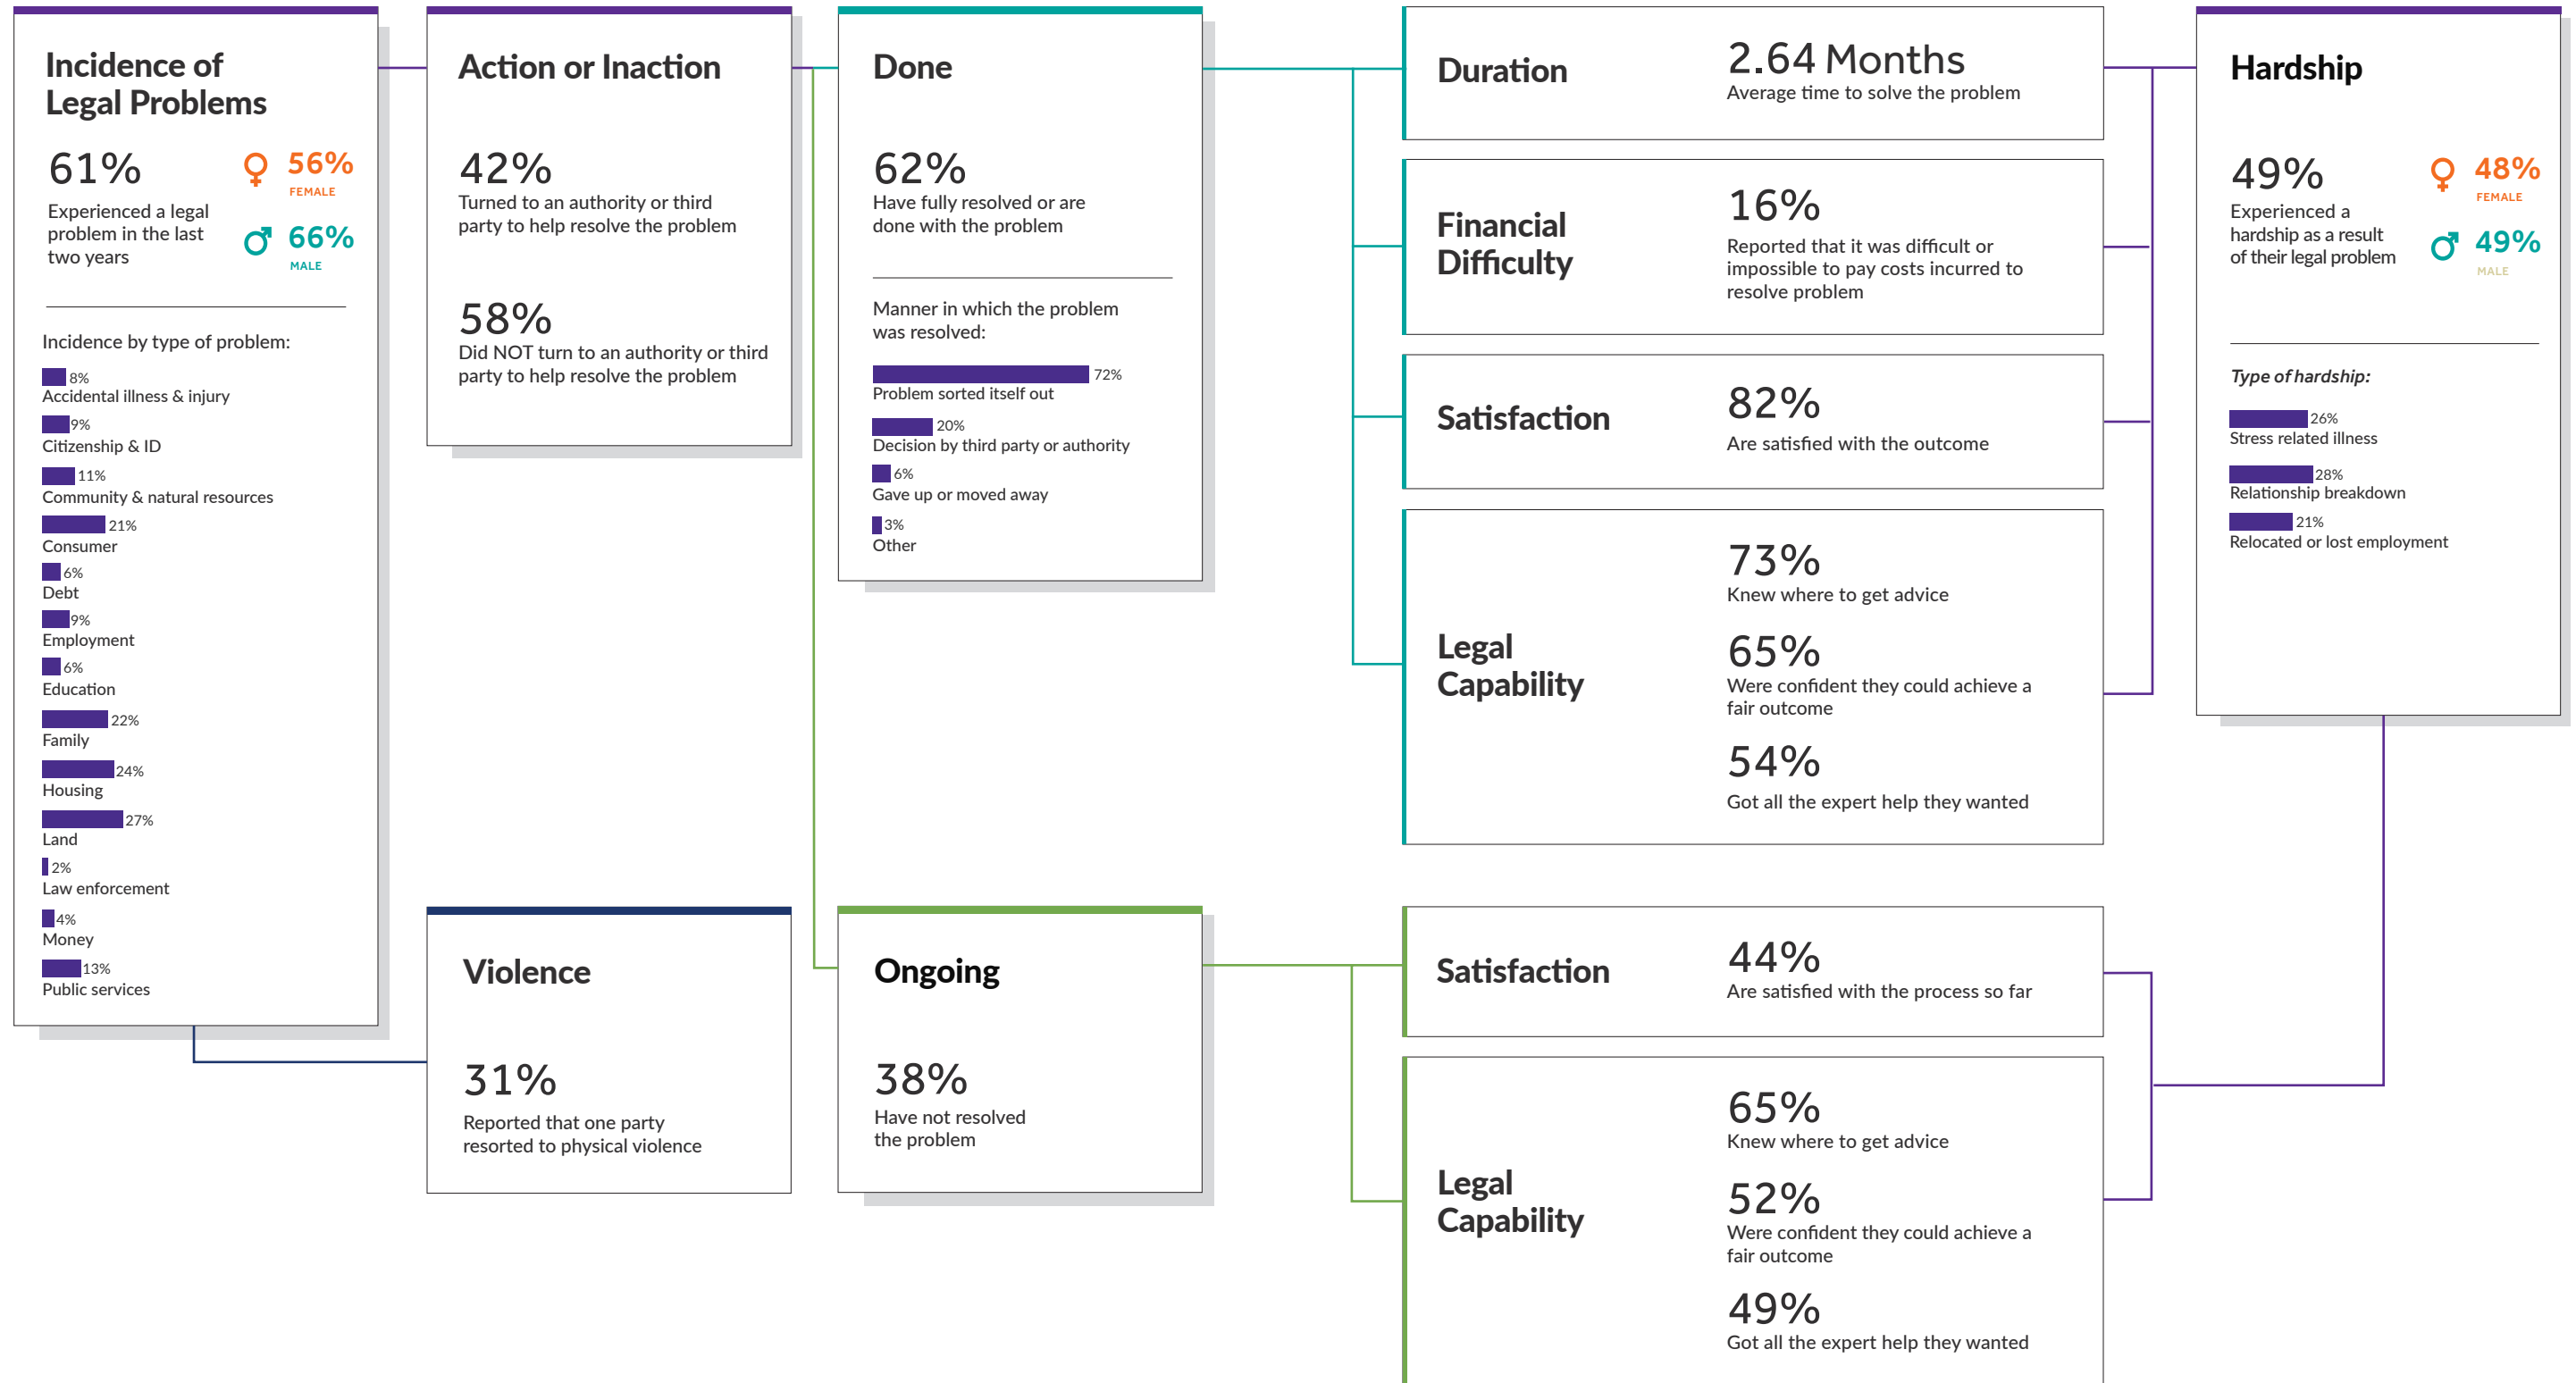 Incidence of
Legal Problems
61%
Experienced a legal
problem in the last
two years
56%
FEMALE
66%
MALE
Incidence by type of problem:
8%
Accidental illness & injury
9%
Citizenship & ID
11%
Community & natural resources
21%
Consumer
6%
Debt
9%
Employment
6%
Education
22%
Family
24%
Housing
27%
Land
2%
Law enforcement
4%
Money
13%
Public services
Action or Inaction
42%
Turned to an authority or third
party to help resolve the problem
58%
Did NOT turn to an authority or third
party to help resolve the problem
Violence
31%
Reported that one party
resorted to physical violence
Done
62%
Have fully resolved or are
done with the problem
Manner in which the problem
was resolved:
72%
Problem sorted itself out
20%
Decision by third party or authority
6%
Gave up or moved away
3%
Other
Ongoing
38%
Have not resolved
the problem
Duration
2.64 Months
Average time to solve the problem
Financial
Difficulty
16%
Reported that it was difficult or
impossible to pay costs incurred to
resolve problem
Satisfaction
82%
Are satisfied with the outcome
Legal
Capability
73%
Knew where to get advice
65%
Were confident they could achieve a
fair outcome
54%
Got all the expert help they wanted
Satisfaction
44%
Are satisfied with the process so far
Legal
Capability
65%
Knew where to get advice
52%
Were confident they could achieve a
fair outcome
49%
Got all the expert help they wanted
Hardship
49%
Experienced a
hardship as a result
of their legal problem
48%
FEMALE
49%
MALE
Type of hardship:
26%
Stress related illness
28%
Relationship breakdown
21%
Relocated or lost employment